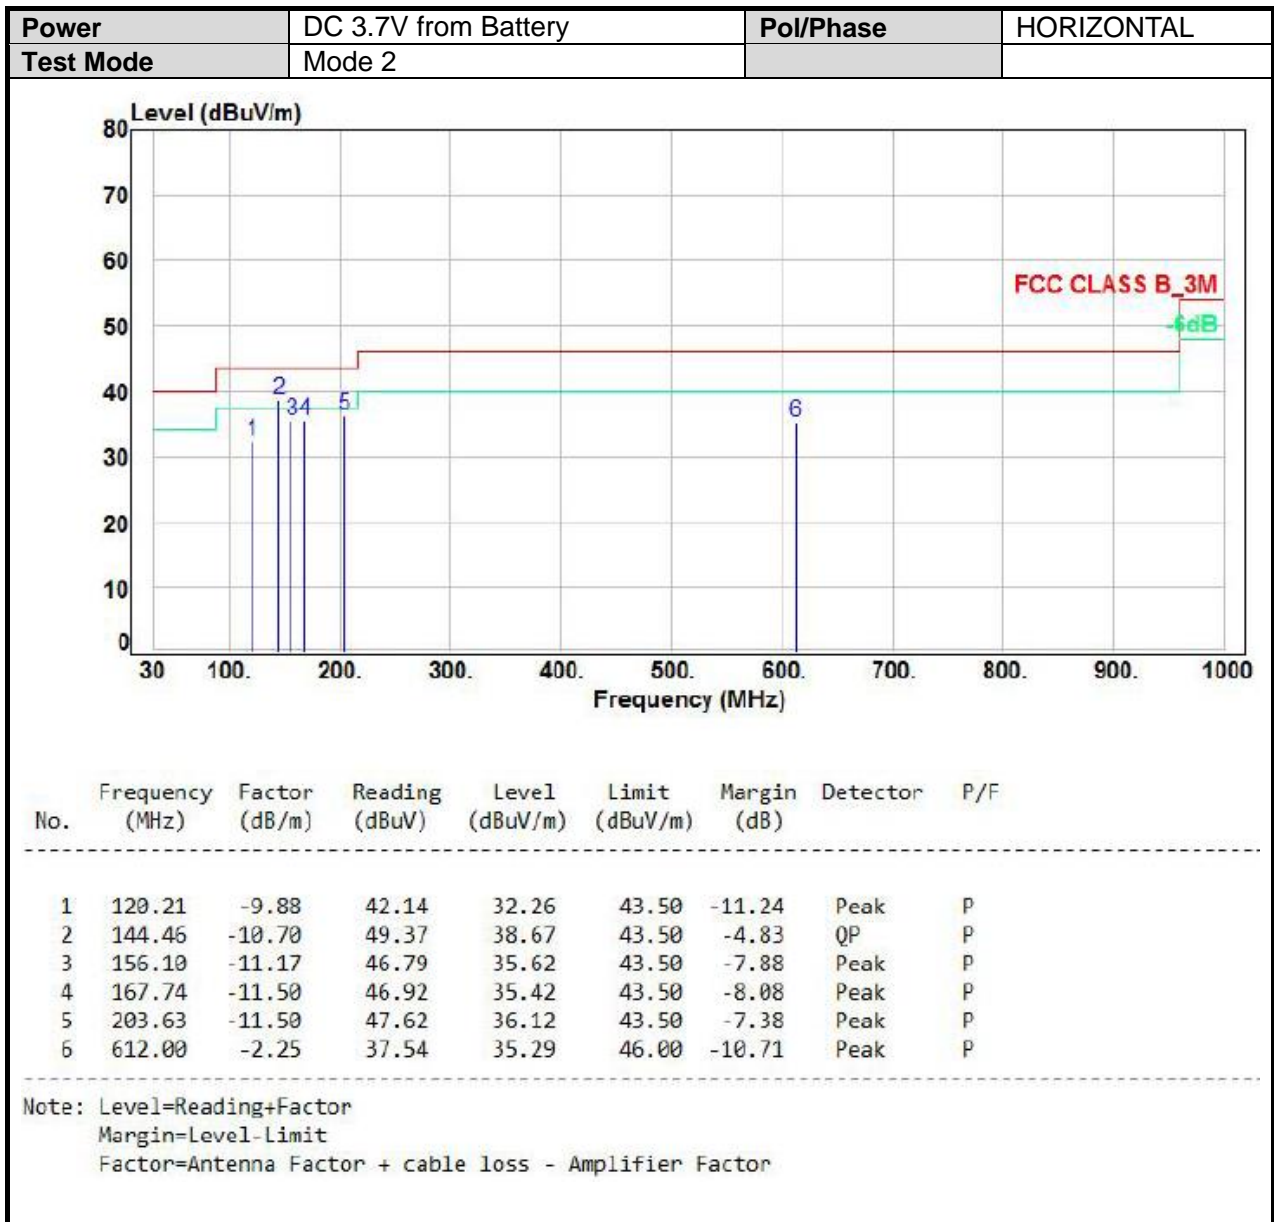 Power DC 3.7V from Battery Pol/Phase HORIZONTAL
Test Mode Mode 2
Level (dBuV/m)
80
70
60
FCC CLASS B_3M
50
-6dB
40
2
34 5
6
1
30
20
10
0
30 100. 200. 300. 400. 500. 600. 700. 800. 900. 1000
Frequency (MHz)
Frequency Factor Reading Level Limit Margin Detector P/F
No. (MHz) (dB/m) (dBuV) (dBuV/m) (dBuV/m) (dB)
1 120.21 -9.88 42.14 32.26 43.50 -11.24 Peak P
2 144.46 -10.70 49.37 38.67 43.50 -4.83 QP P
3 156.10 -11.17 46.79 35.62 43.50 -7.88 Peak P
4 167.74 -11.50 46.92 35.42 43.50 -8.08 Peak P
5 203.63 -11.50 47.62 36.12 43.50 -7.38 Peak P
6 612.00 -2.25 37.54 35.29 46.00 -10.71 Peak P
Note: Level=Reading+Factor
Margin=Level-Limit
Factor=Antenna Factor + cable loss - Amplifier Factor